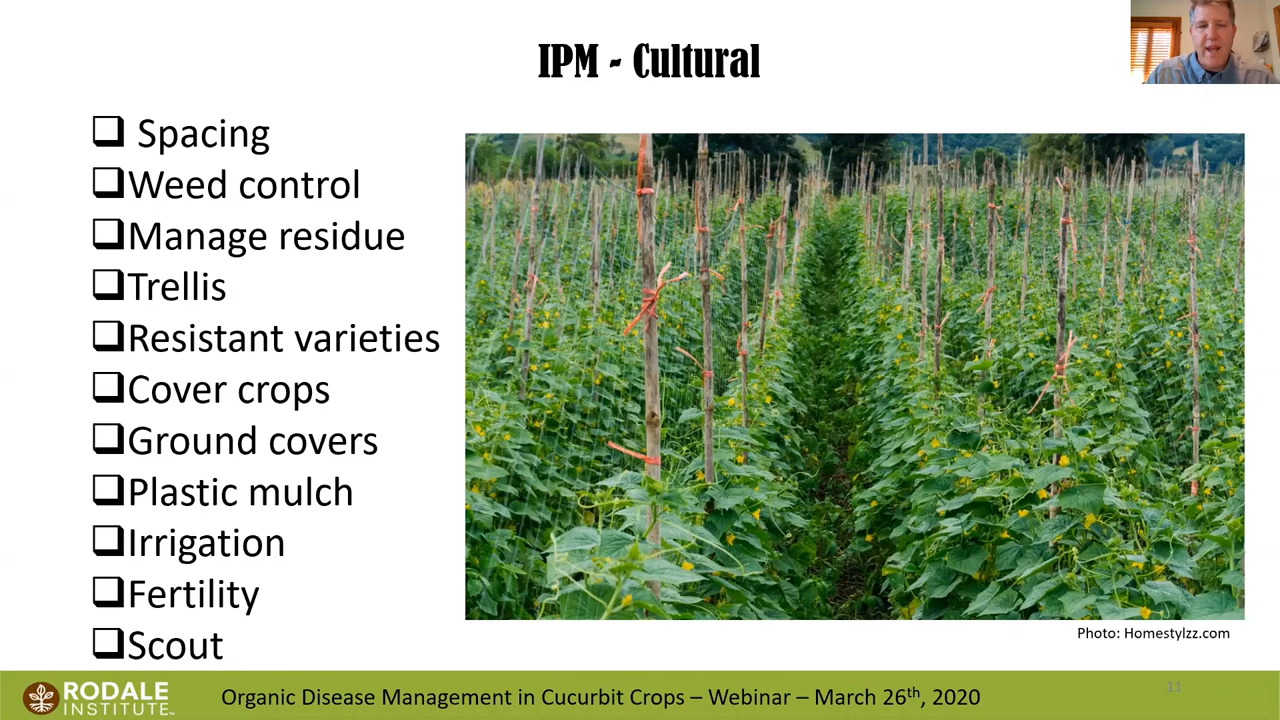 IPM - Cultural
Spacing
Weed control
Manage residue
Trellis
Resistant varieties
Cover crops
Ground covers
Plastic mulch
Irrigation
Fertility
Scout
Photo: Homestylzz.com
RODALE
INSTITUTE™
Organic Disease Management in Cucurbit Crops – Webinar – March 26th, 2020
11